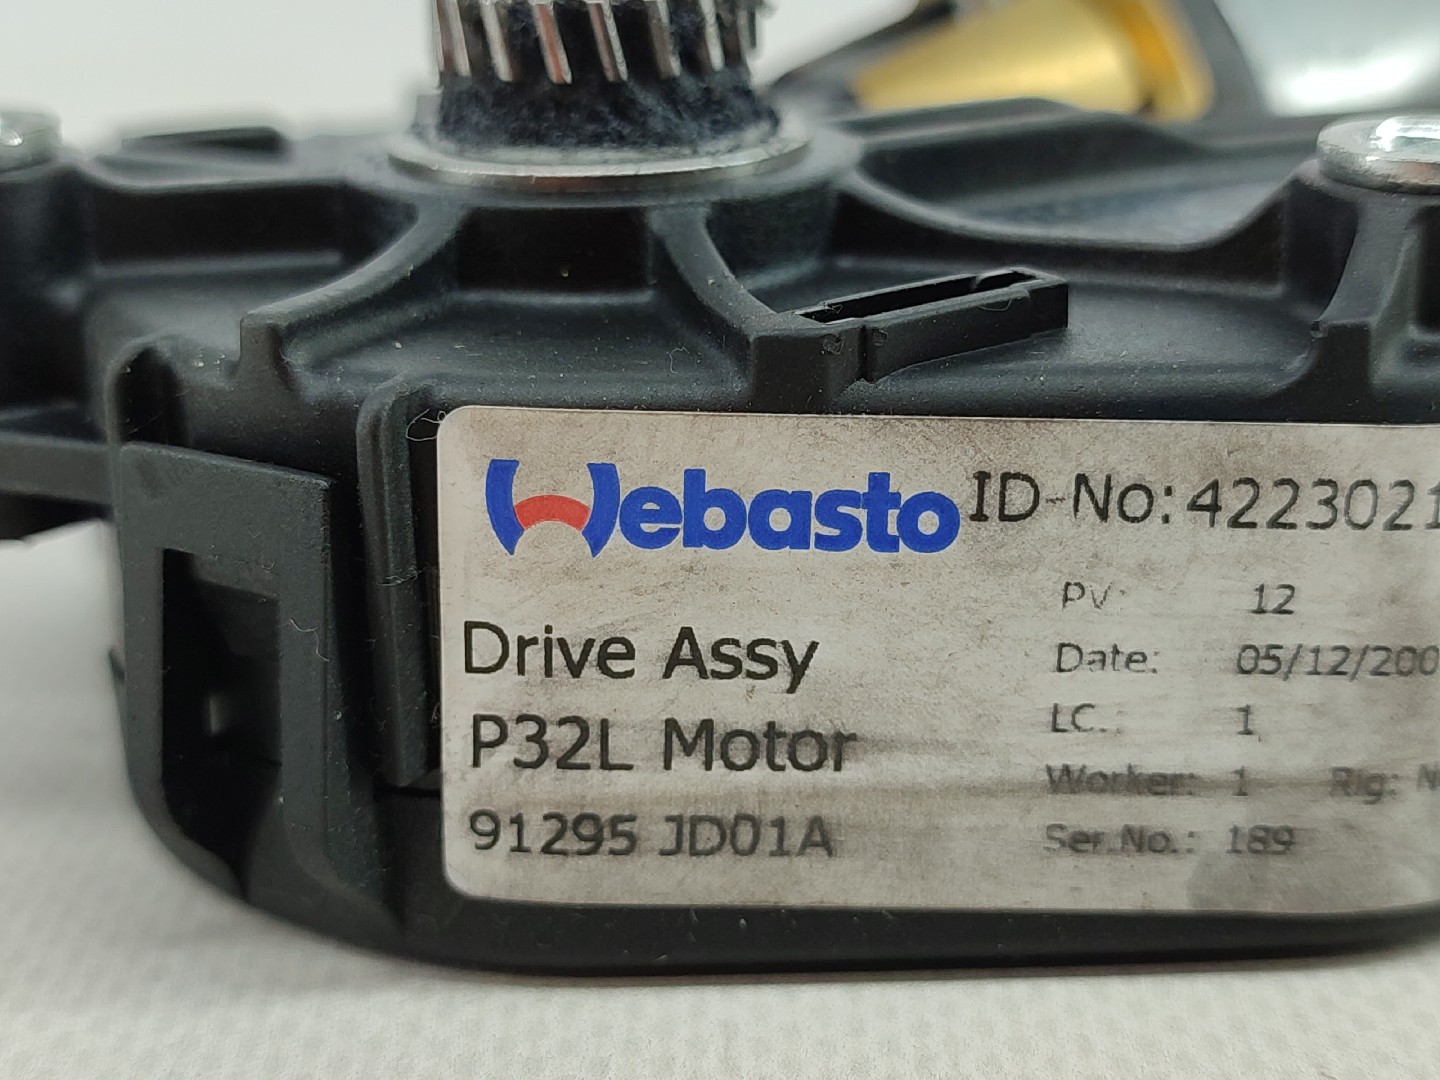 Webasto ID-No: 4223021
PV: 12
Date: 05/12/200
LC.: 1
Worker: 1 Rig: N
Ser.No.: 189
Drive Assy
P32L Motor
91295 JD01A